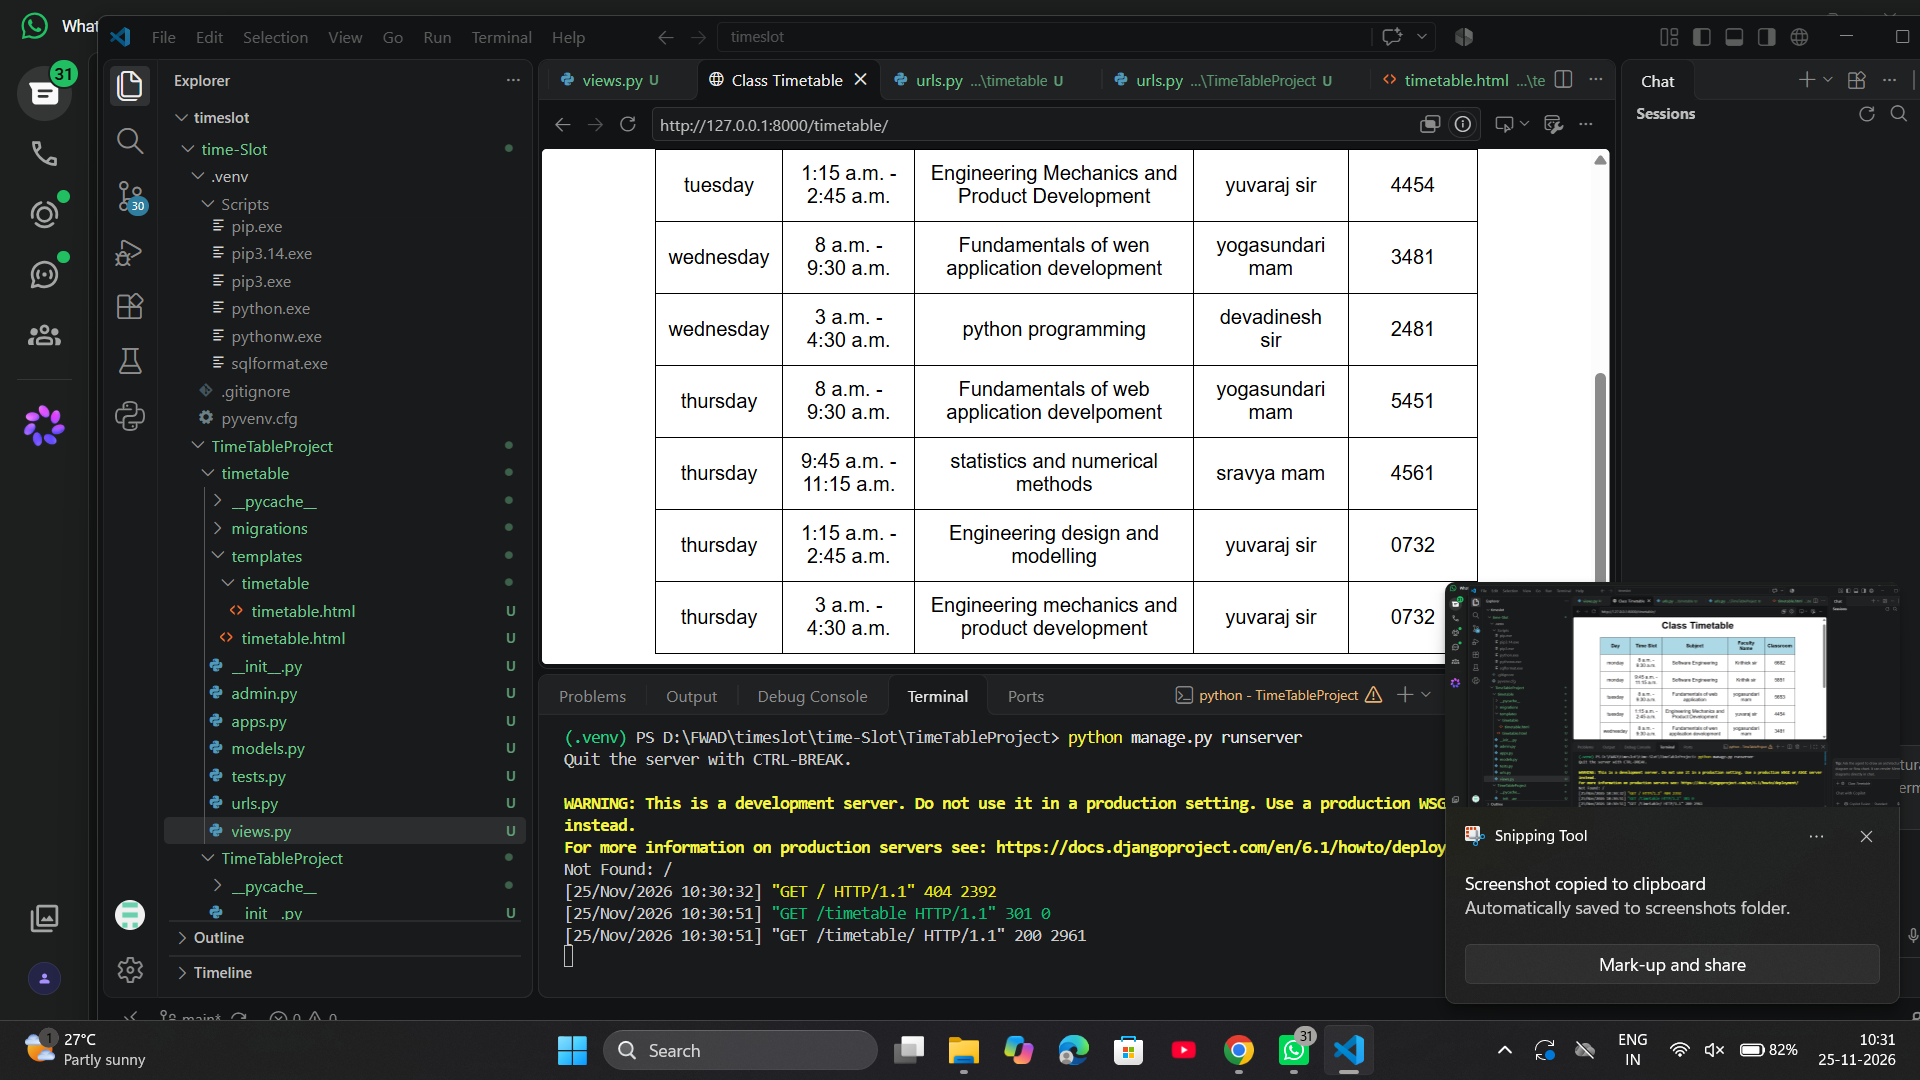 What
31
File Edit Selection View Go Run Terminal Help
timeslot
Explorer
timeslot
time-Slot
.venv
Scripts
pip.exe
pip3.14.exe
pip3.exe
python.exe
pythonw.exe
sqlformat.exe
.gitignore
pyvenv.cfg
TimeTableProject
timetable
__pycache__
migrations
templates
timetable
timetable.html U
timetable.html U
__init__.py U
admin.py U
apps.py U
models.py U
tests.py U
urls.py U
views.py U
TimeTableProject
__pycache__
__init__.py U
Outline
Timeline
30
views.py U
Class Timetable
urls.py ...\timetable U
urls.py ...\TimeTableProject U
timetable.html ...\te
http://127.0.0.1:8000/timetable/
tuesday 1:15 a.m. - 2:45 a.m. Engineering Mechanics and Product Development yuvaraj sir 4454
wednesday 8 a.m. - 9:30 a.m. Fundamentals of wen application development yogasundari mam 3481
wednesday 3 a.m. - 4:30 a.m. python programming devadinesh sir 2481
thursday 8 a.m. - 9:30 a.m. Fundamentals of web application develpoment yogasundari mam 5451
thursday 9:45 a.m. - 11:15 a.m. statistics and numerical methods sravya mam 4561
thursday 1:15 a.m. - 2:45 a.m. Engineering design and modelling yuvaraj sir 0732
thursday 3 a.m. - 4:30 a.m. Engineering mechanics and product development yuvaraj sir 0732
Chat
Sessions
Problems Output Debug Console Terminal Ports
python - TimeTableProject
(.venv) PS D:\FWAD\timeslot\time-Slot\TimeTableProject> python manage.py runserver
Quit the server with CTRL-BREAK.
WARNING: This is a development server. Do not use it in a production setting. Use a production WSG
instead.
For more information on production servers see: https://docs.djangoproject.com/en/6.1/howto/deploy
Not Found: /
[25/Nov/2026 10:30:32] "GET / HTTP/1.1" 404 2392
[25/Nov/2026 10:30:51] "GET /timetable HTTP/1.1" 301 0
[25/Nov/2026 10:30:51] "GET /timetable/ HTTP/1.1" 200 2961
Class Timetable
Snipping Tool
Screenshot copied to clipboard
Automatically saved to screenshots folder.
Mark-up and share
main*
0 0
1
27°C
Partly sunny
Search
31
ENG
IN
82%
10:31
25-11-2026